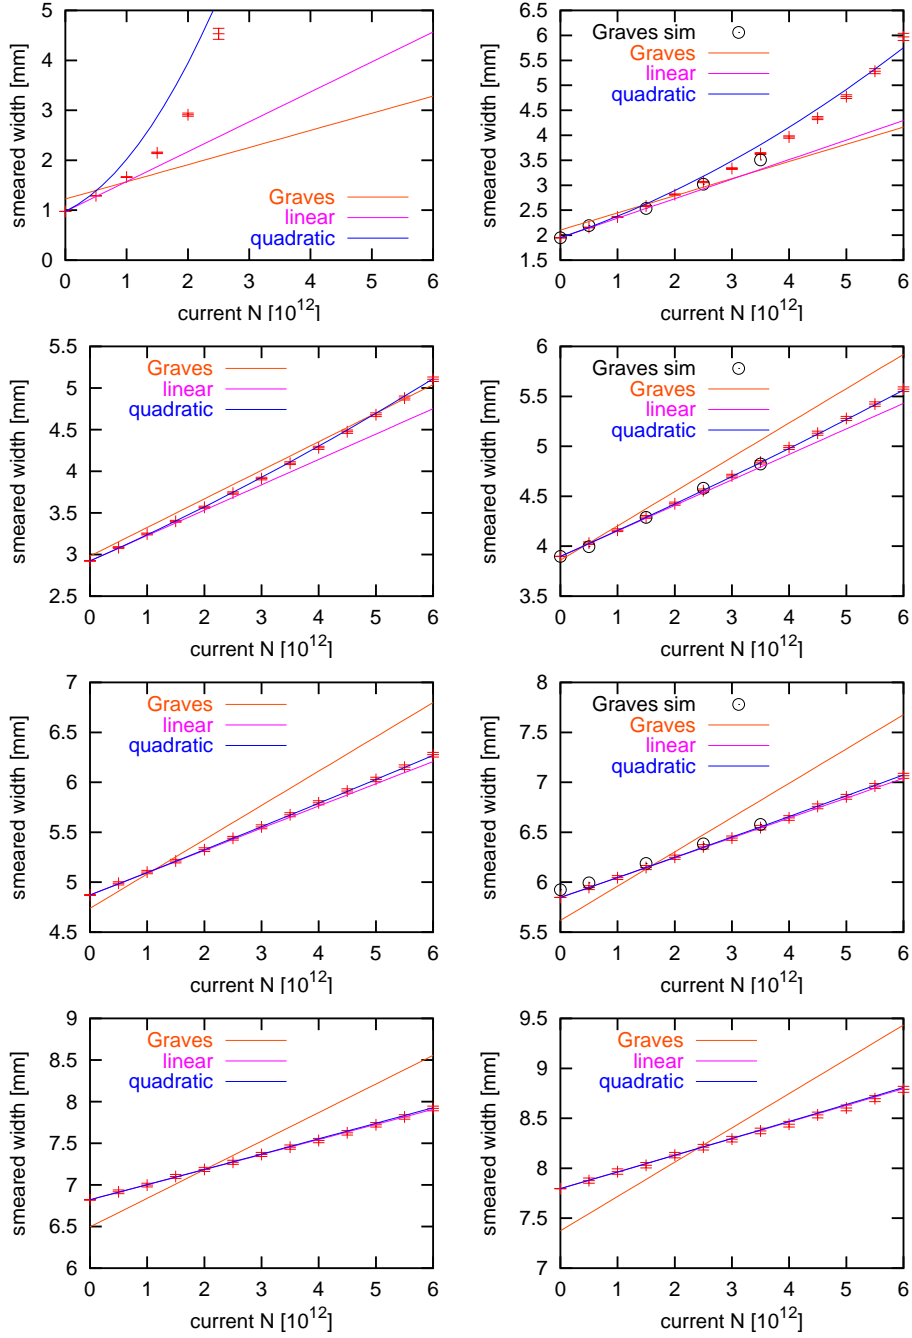 smeared width [mm]
5
4
3
2
1
0
Graves
linear
quadratic
0 1 2 3 4 5 6
current N [10^12]
smeared width [mm]
6.5
6
5.5
5
4.5
4
3.5
3
2.5
2
1.5
Graves sim
Graves
linear
quadratic
0 1 2 3 4 5 6
current N [10^12]
smeared width [mm]
5.5
5
4.5
4
3.5
3
2.5
Graves
linear
quadratic
0 1 2 3 4 5 6
current N [10^12]
smeared width [mm]
6
5.5
5
4.5
4
3.5
Graves sim
Graves
linear
quadratic
0 1 2 3 4 5 6
current N [10^12]
smeared width [mm]
7
6.5
6
5.5
5
4.5
Graves
linear
quadratic
0 1 2 3 4 5 6
current N [10^12]
smeared width [mm]
8
7.5
7
6.5
6
5.5
Graves sim
Graves
linear
quadratic
0 1 2 3 4 5 6
current N [10^12]
smeared width [mm]
9
8.5
8
7.5
7
6.5
6
Graves
linear
quadratic
0 1 2 3 4 5 6
current N [10^12]
smeared width [mm]
9.5
9
8.5
8
7.5
7
Graves
linear
quadratic
0 1 2 3 4 5 6
current N [10^12]